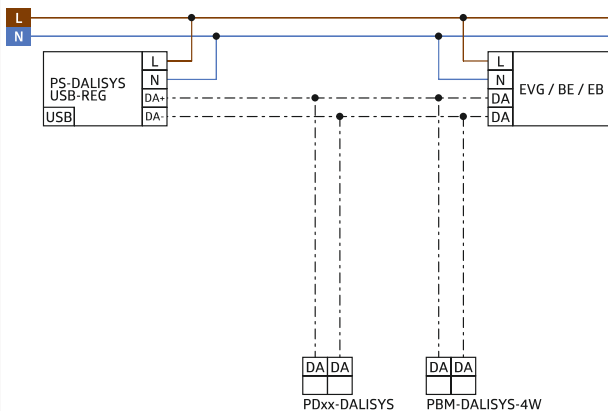 L
N
PS-DALISYS
USB-REG
USB
L
N
DA+
DA-
L
N
DA
DA
EVG / BE / EB
DA DA
PDxx-DALISYS
DA DA
PBM-DALISYS-4W